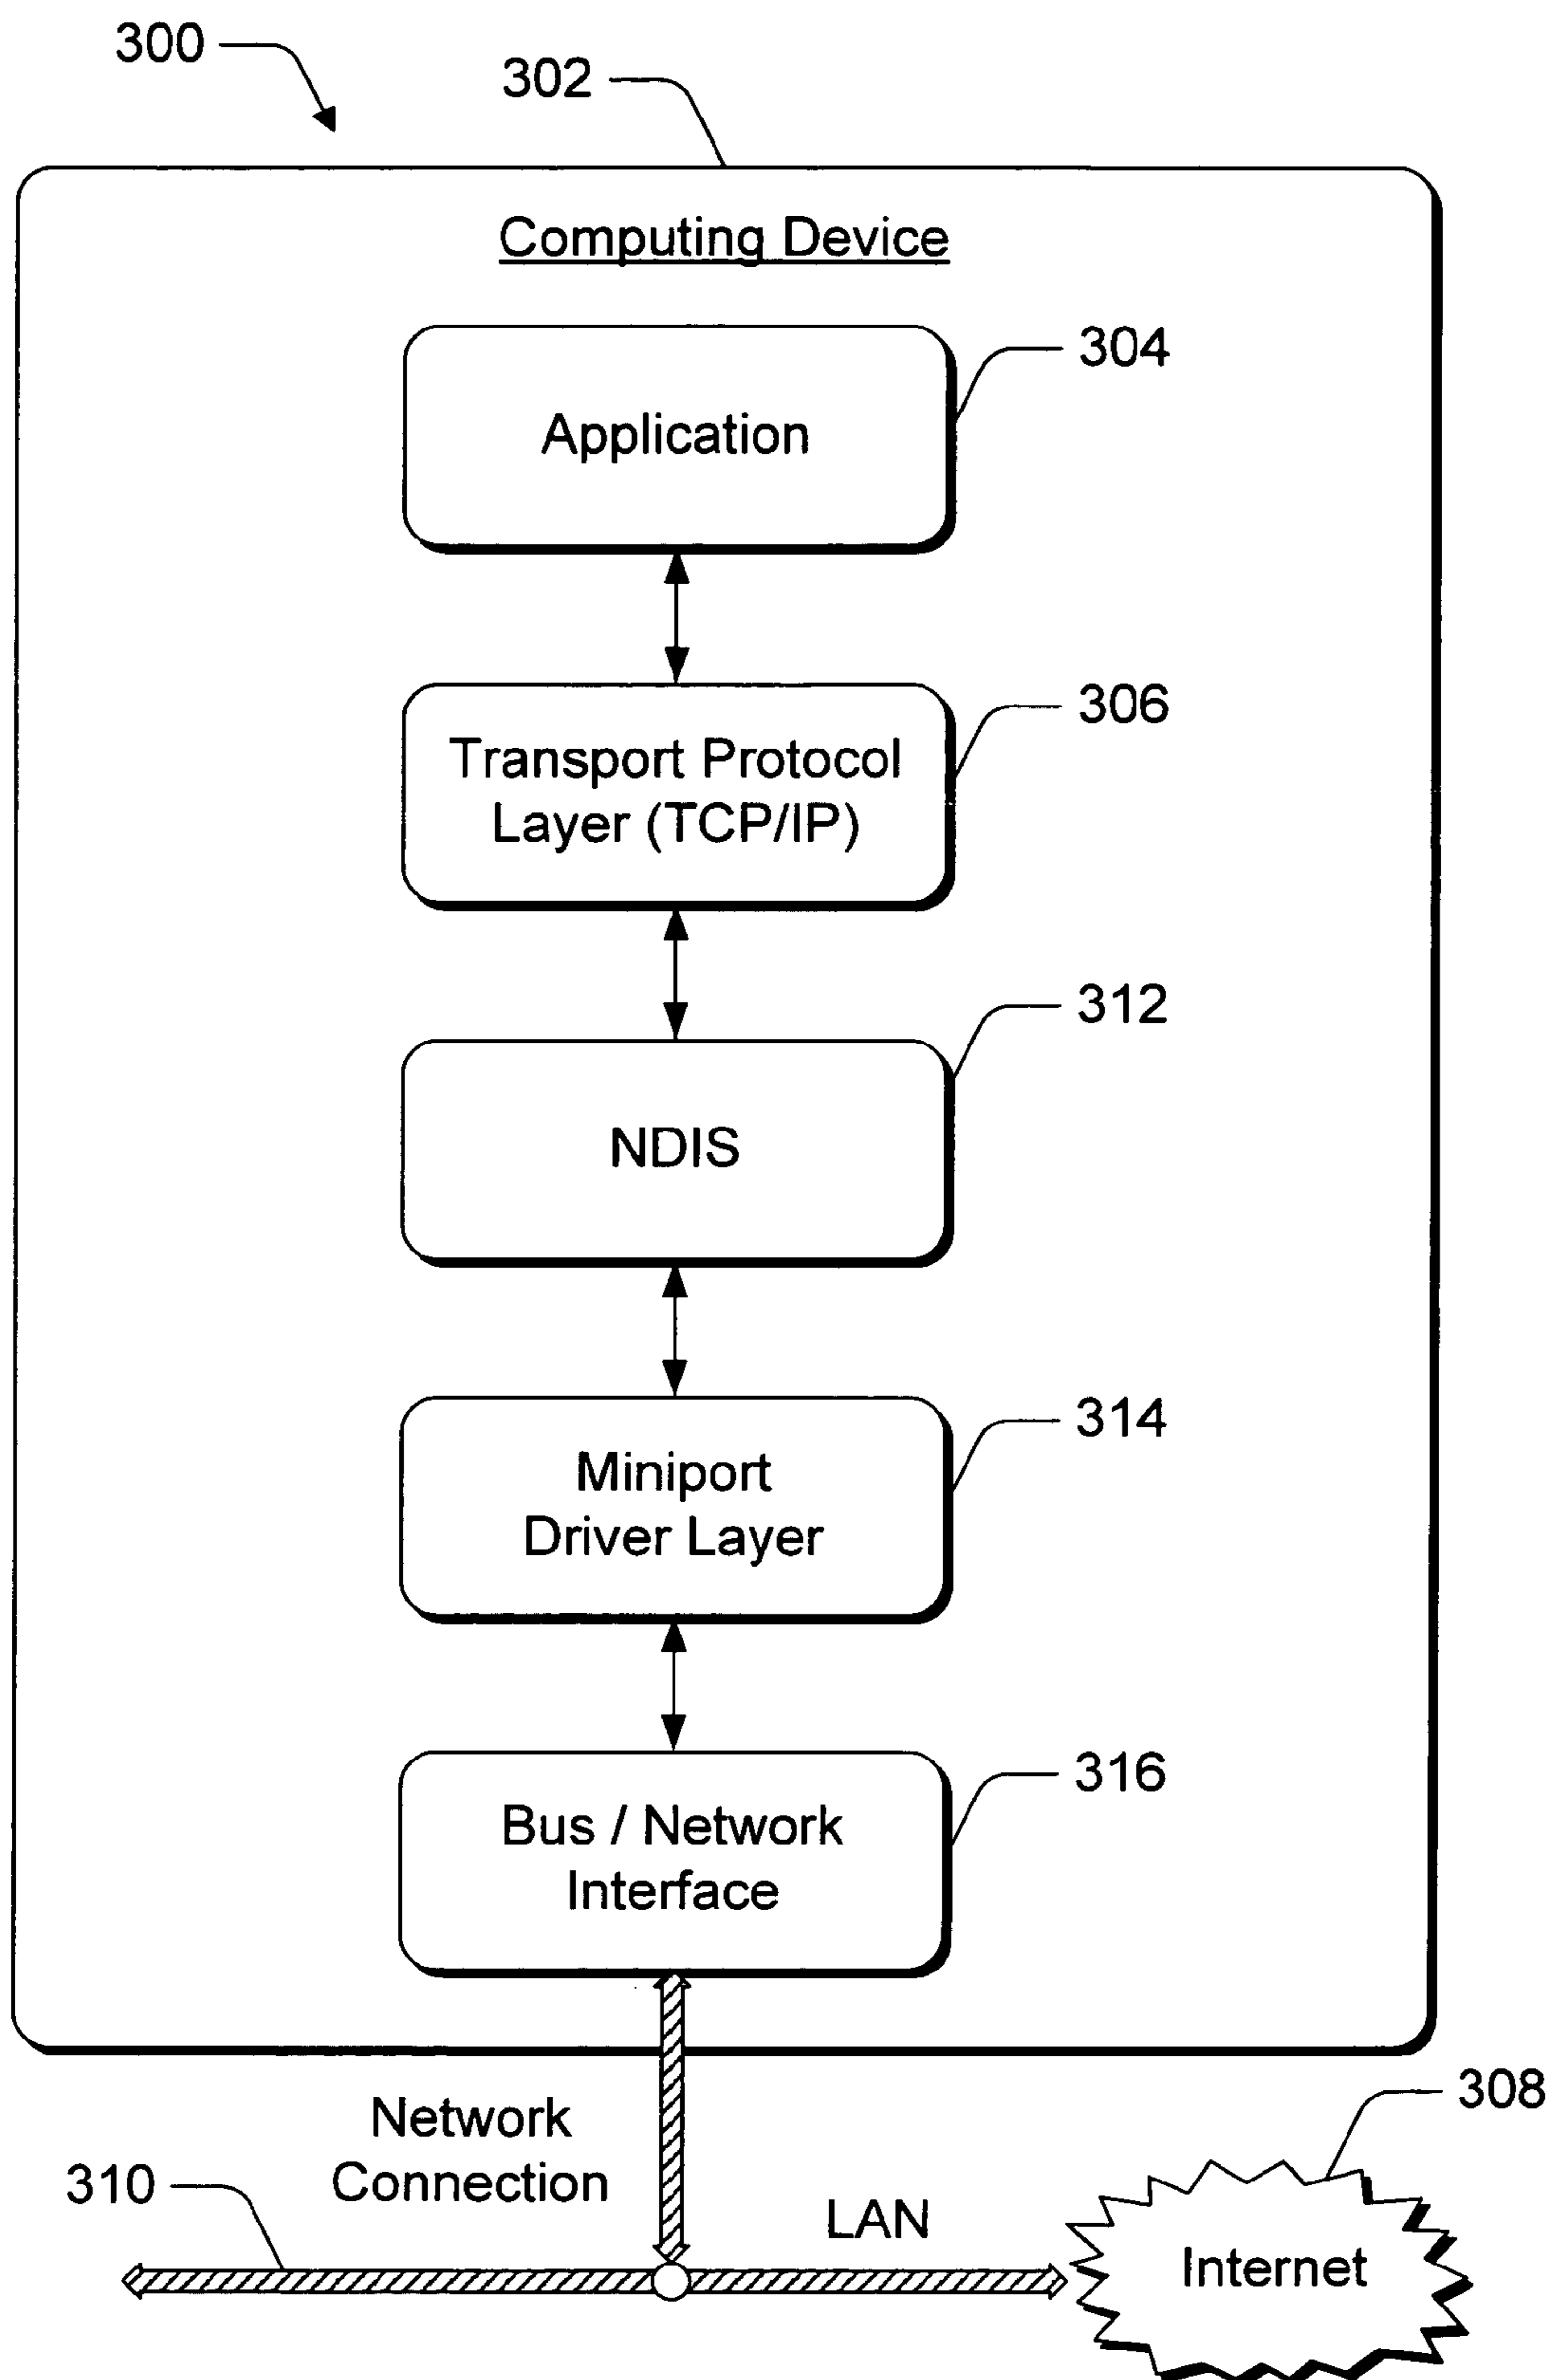 300
302
Computing Device
304
Application
306
Transport Protocol
Layer (TCP/IP)
312
NDIS
314
Miniport
Driver Layer
316
Bus / Network
Interface
308
Network
Connection
310
LAN
Internet